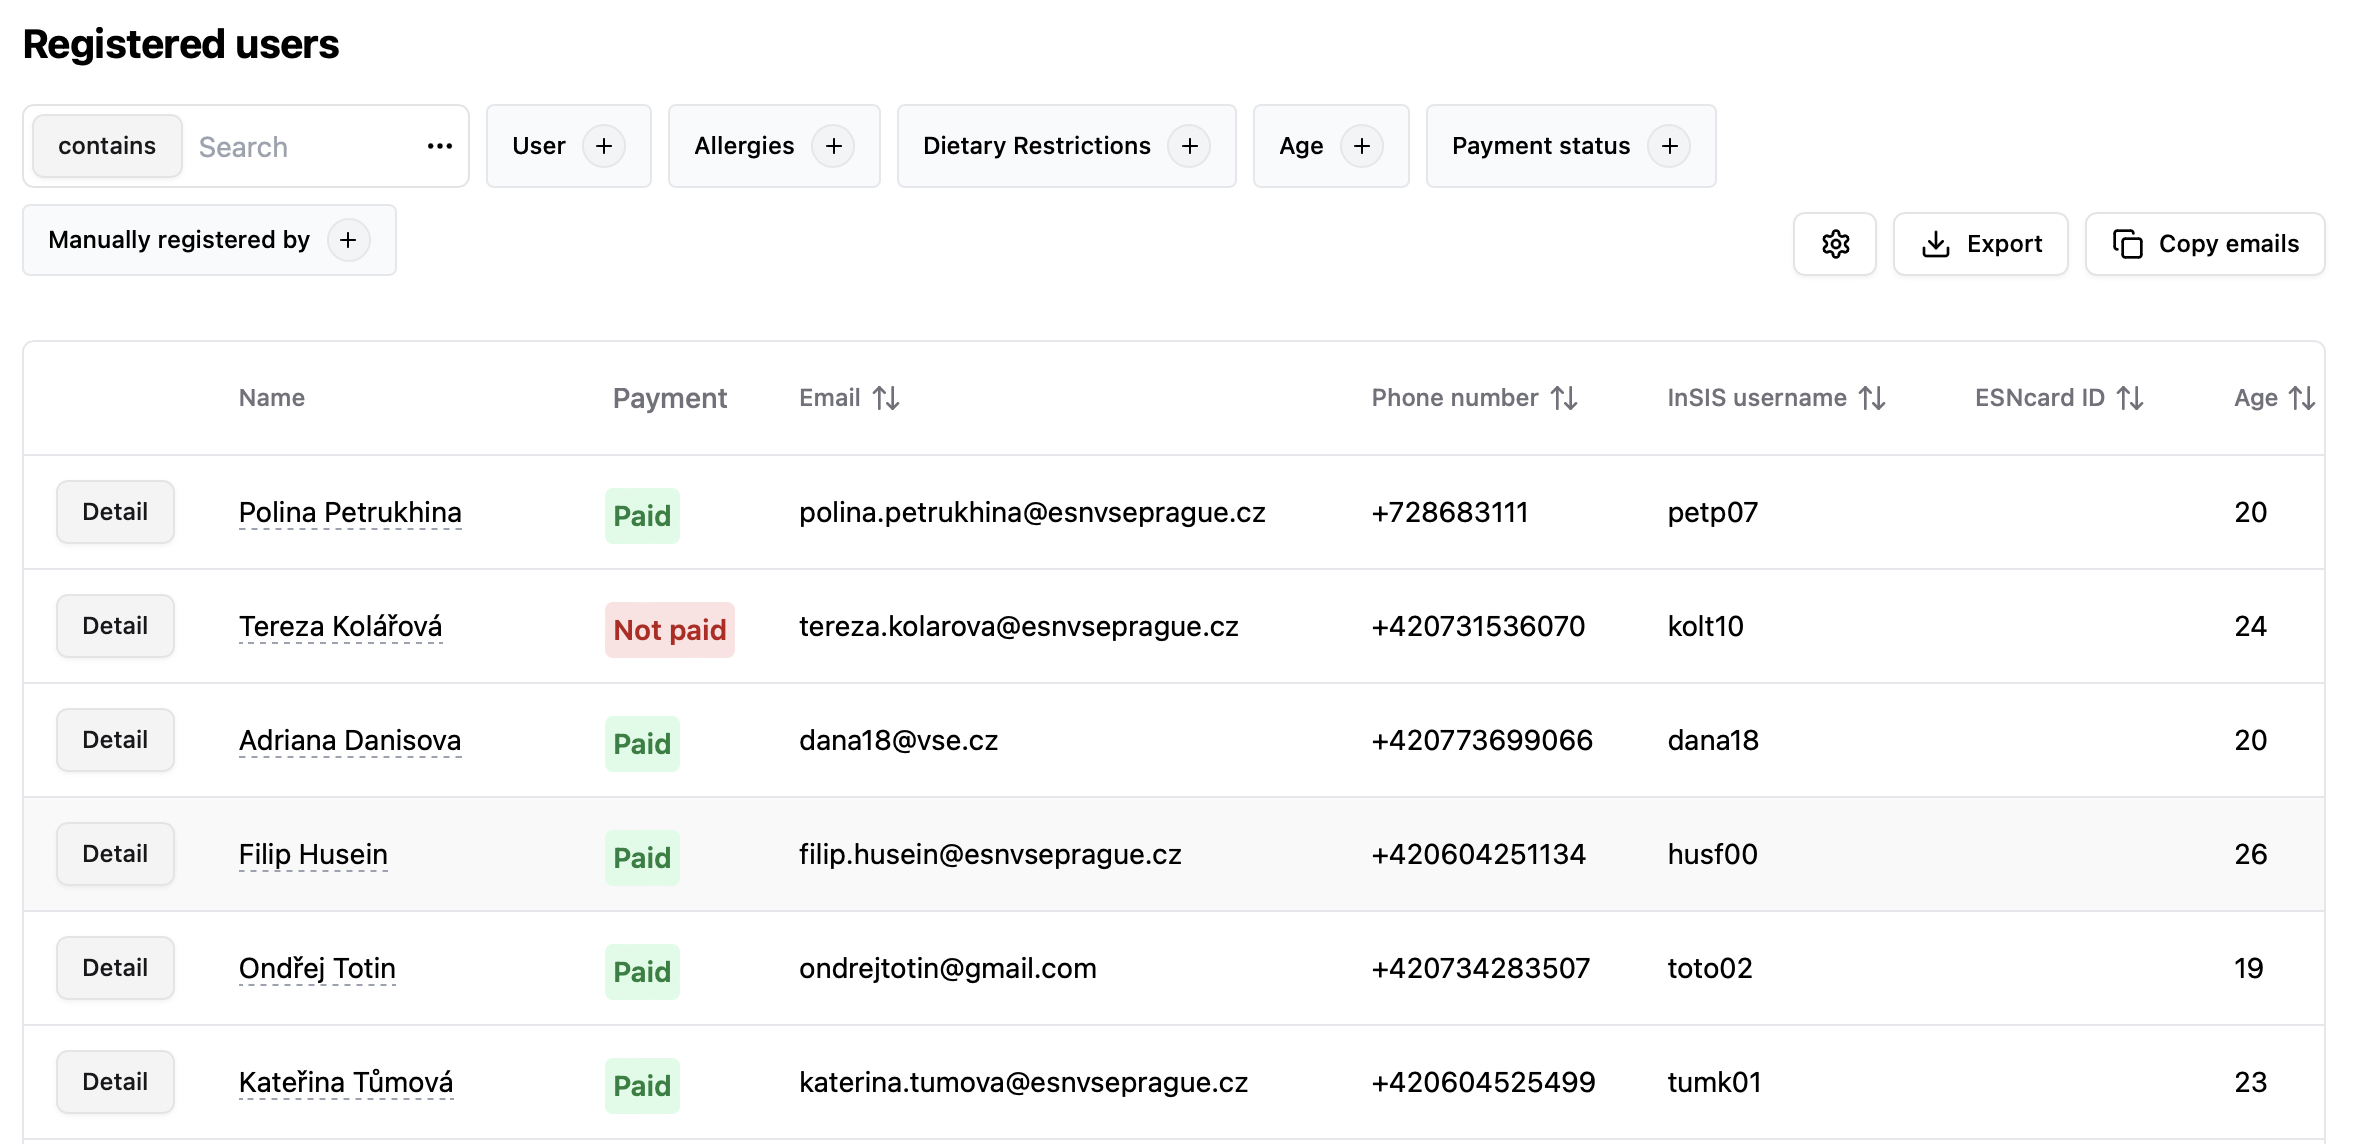 Registered users
contains Search ••• User + Allergies + Dietary Restrictions + Age + Payment status +
Manually registered by + Export Copy emails
Name Payment Email Phone number InSIS username ESNcard ID Age
Detail Polina Petrukhina Paid polina.petrukhina@esnvseprague.cz +728683111 petp07 20
Detail Tereza Kolářová Not paid tereza.kolarova@esnvseprague.cz +420731536070 kolt10 24
Detail Adriana Danisova Paid dana18@vse.cz +420773699066 dana18 20
Detail Filip Husein Paid filip.husein@esnvseprague.cz +420604251134 husf00 26
Detail Ondřej Totin Paid ondrejtotin@gmail.com +420734283507 toto02 19
Detail Kateřina Tůmová Paid katerina.tumova@esnvseprague.cz +420604525499 tumk01 23